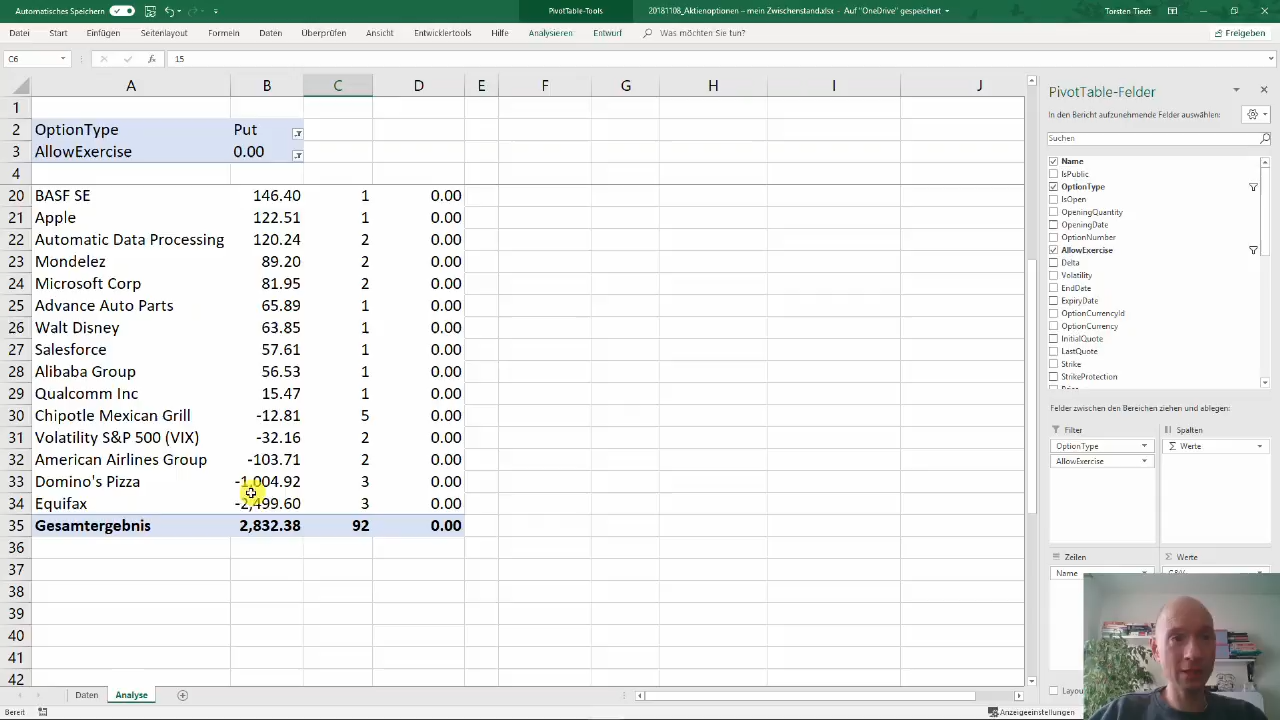 Automatisches Speichern
PivotTable-Tools
20181108_Aktienoptionen – mein Zwischenstand.xlsx - Auf "OneDrive" gespeichert
Torsten Tiedt
Datei Start Einfügen Seitenlayout Formeln Daten Überprüfen Ansicht Entwicklertools Hilfe Analysieren Entwurf Was möchten Sie tun? Freigeben
C6 fx 15
A B C D E F G H I J
1
2 OptionType Put
3 AllowExercise 0.00
4
20 BASF SE 146.40 1 0.00
21 Apple 122.51 1 0.00
22 Automatic Data Processing 120.24 2 0.00
23 Mondelez 89.20 2 0.00
24 Microsoft Corp 81.95 2 0.00
25 Advance Auto Parts 65.89 1 0.00
26 Walt Disney 63.85 1 0.00
27 Salesforce 57.61 1 0.00
28 Alibaba Group 56.53 1 0.00
29 Qualcomm Inc 15.47 1 0.00
30 Chipotle Mexican Grill -12.81 5 0.00
31 Volatility S&P 500 (VIX) -32.16 2 0.00
32 American Airlines Group -103.71 2 0.00
33 Domino's Pizza -1,004.92 3 0.00
34 Equifax -2,499.60 3 0.00
35 Gesamtergebnis 2,832.38 92 0.00
36
37
38
39
40
41
42
PivotTable-Felder
In den Bericht aufzunehmende Felder auswählen:
Suchen
Name
IsPublic
OptionType
IsOpen
OpeningQuantity
OpeningDate
OptionNumber
AllowExercise
Delta
Volatility
EndDate
ExpiryDate
OptionCurrencyId
OptionCurrency
InitialQuote
LastQuote
Strike
StrikeProtection
Felder zwischen den Bereichen ziehen und ablegen:
Filter Spalten
OptionType Σ Werte
AllowExercise
Zeilen Σ Werte
Name
Layou
Daten Analyse
Bereit
Anzeigeeinstellungen